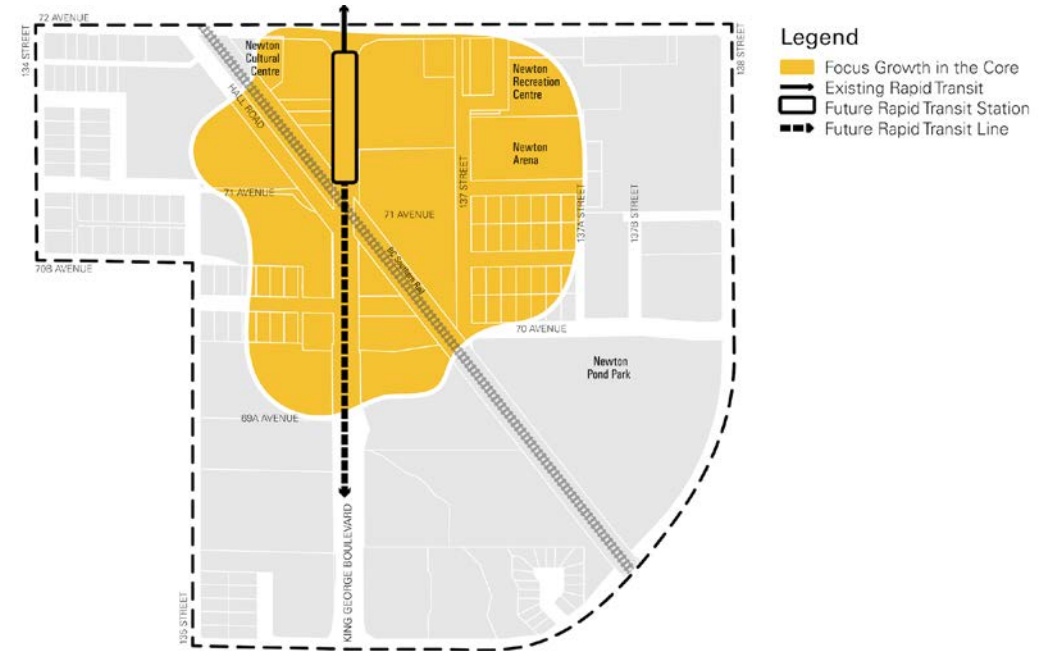 72 AVENUE
134 STREET
138 STREET
Newton
Cultural
Centre
HALL ROAD
Newton
Recreation
Centre
Newton
Arena
137 STREET
71 AVENUE
71 AVENUE
137A STREET
137B STREET
BC Southern Rail
70B AVENUE
70 AVENUE
Newton
Pond Park
69A AVENUE
KING GEORGE BOULEVARD
135 STREET
Legend
Focus Growth in the Core
Existing Rapid Transit
Future Rapid Transit Station
Future Rapid Transit Line